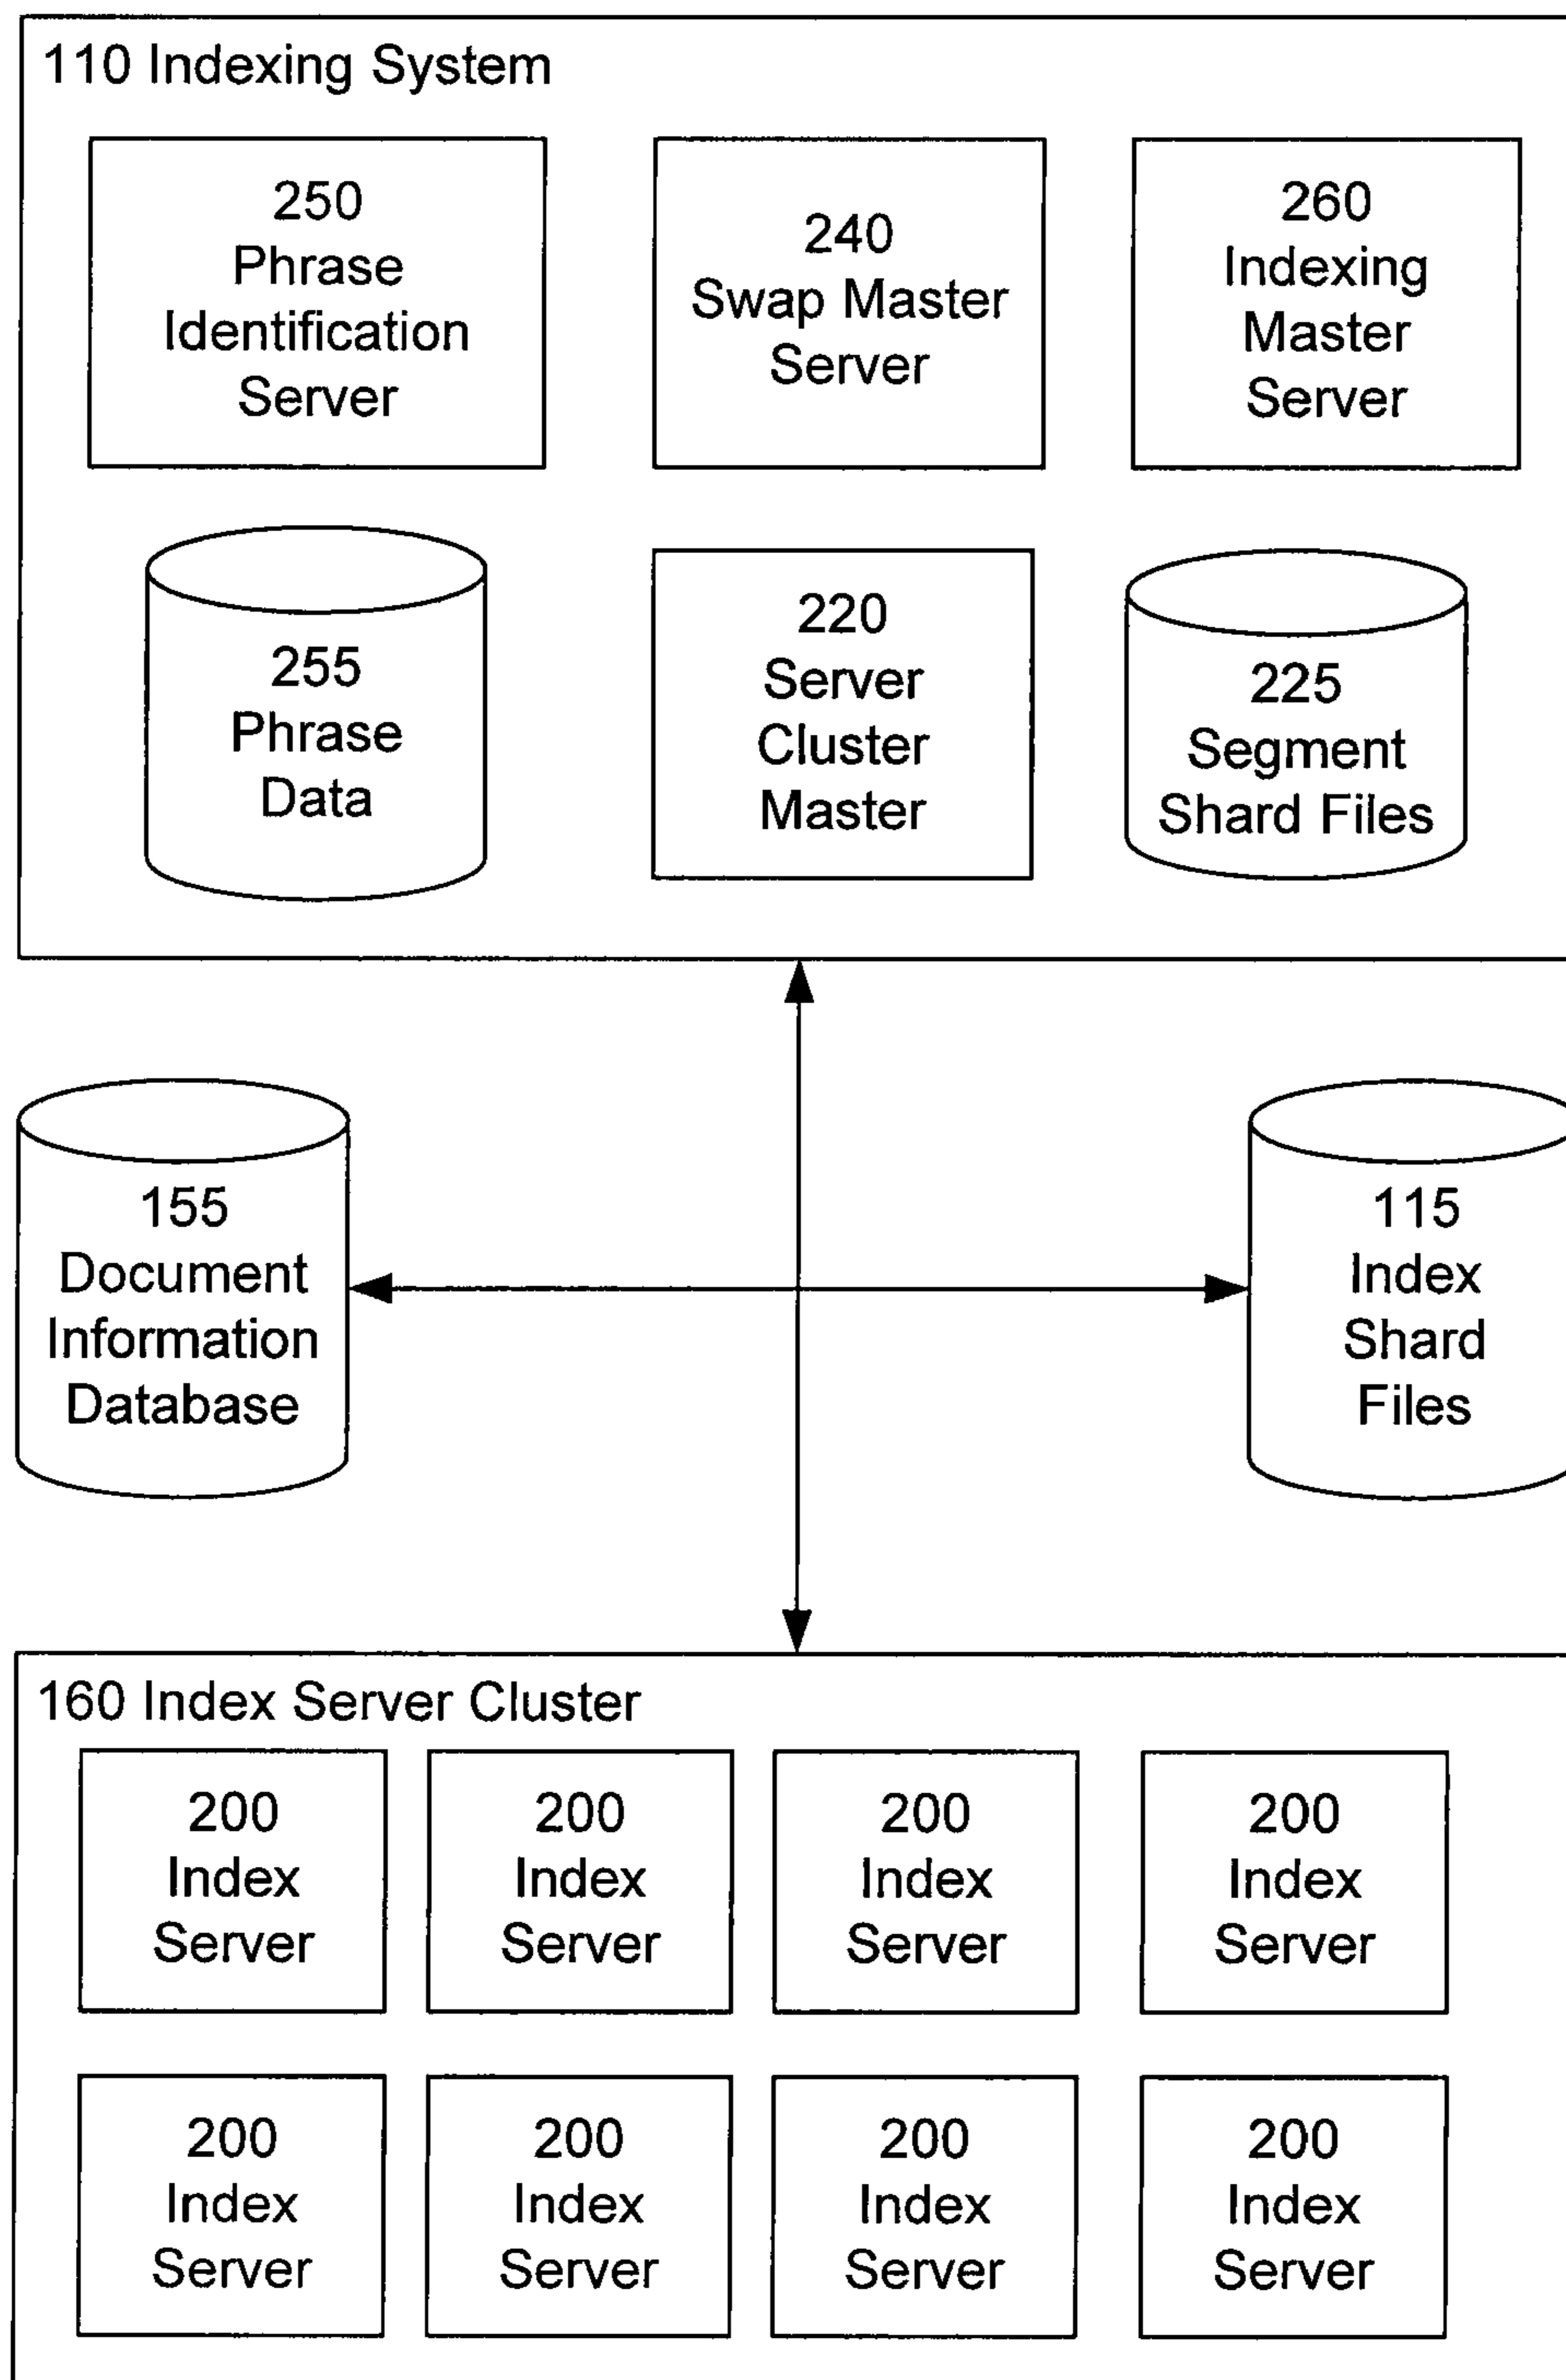 110 Indexing System
250
Phrase
Identification
Server
240
Swap Master
Server
260
Indexing
Master
Server
255
Phrase
Data
220
Server
Cluster
Master
225
Segment
Shard Files
155
Document
Information
Database
115
Index
Shard
Files
160 Index Server Cluster
200
Index
Server
200
Index
Server
200
Index
Server
200
Index
Server
200
Index
Server
200
Index
Server
200
Index
Server
200
Index
Server